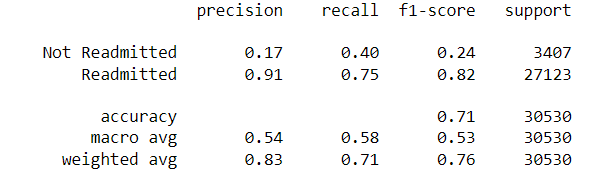 precision recall f1-score support
Not Readmitted 0.17 0.40 0.24 3407
Readmitted 0.91 0.75 0.82 27123
accuracy 0.71 30530
macro avg 0.54 0.58 0.53 30530
weighted avg 0.83 0.71 0.76 30530